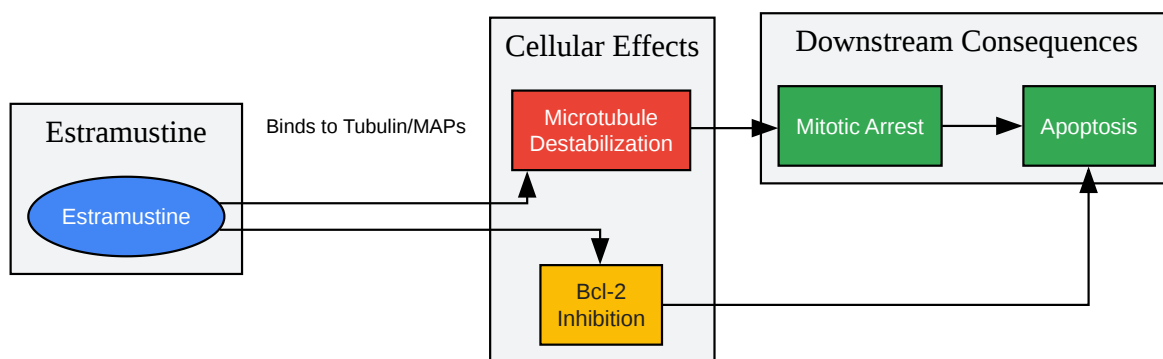 Estramustine
Estramustine
Binds to Tubulin/MAPs
Cellular Effects
Microtubule
Destabilization
Bcl-2
Inhibition
Downstream Consequences
Mitotic Arrest
Apoptosis